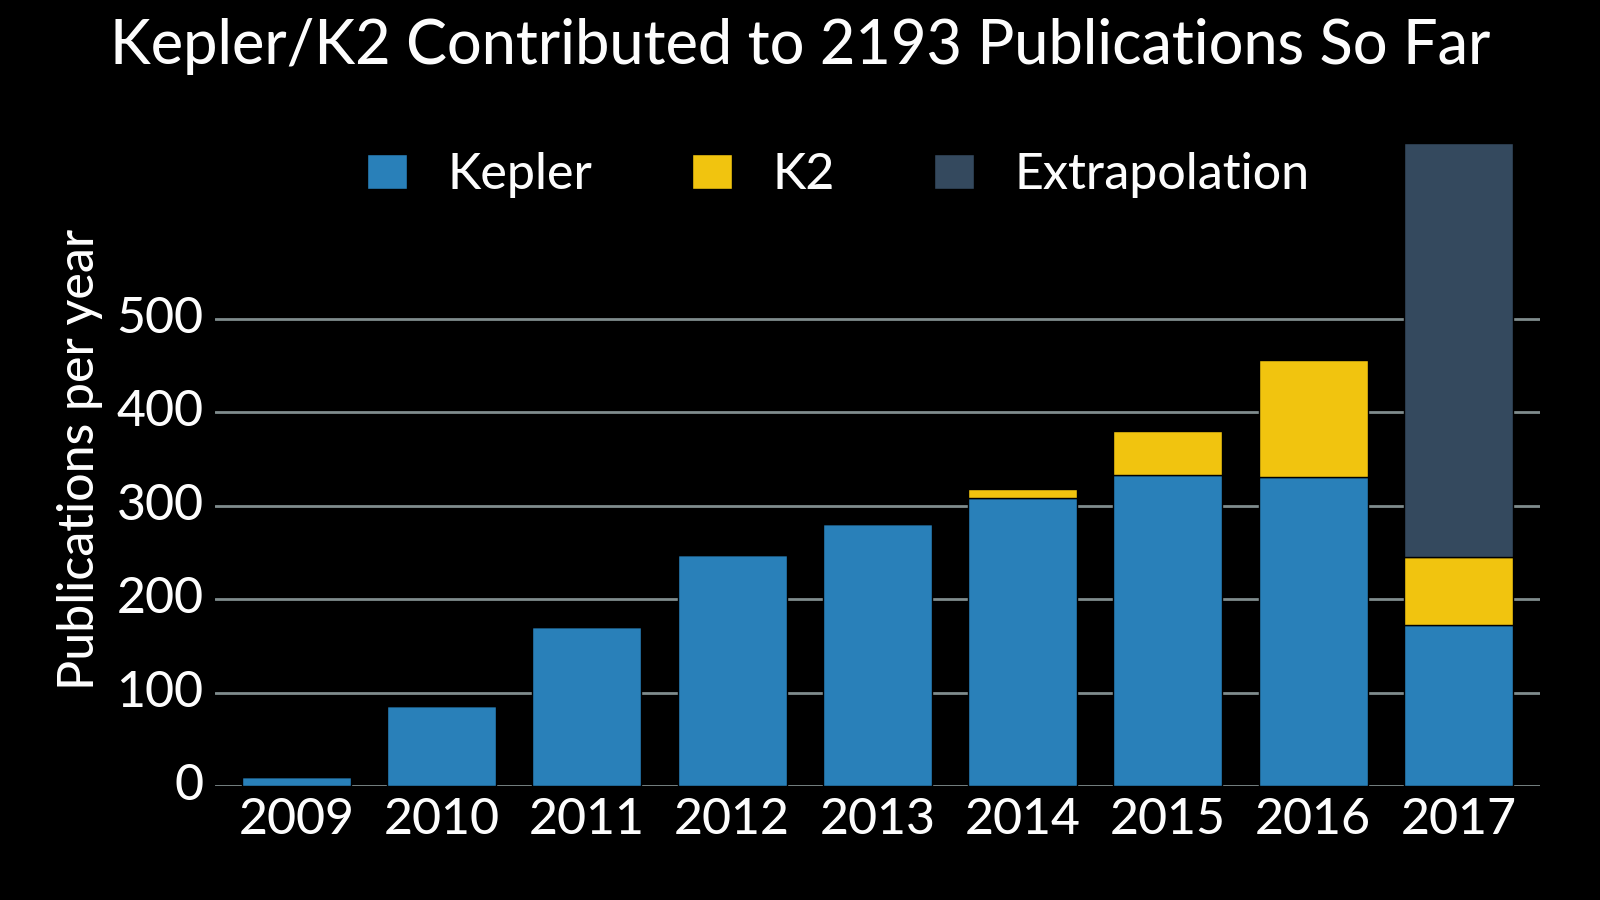 Kepler/K2 Contributed to 2193 Publications So Far
Kepler K2 Extrapolation
Publications per year
500
400
300
200
100
0
2009 2010 2011 2012 2013 2014 2015 2016 2017